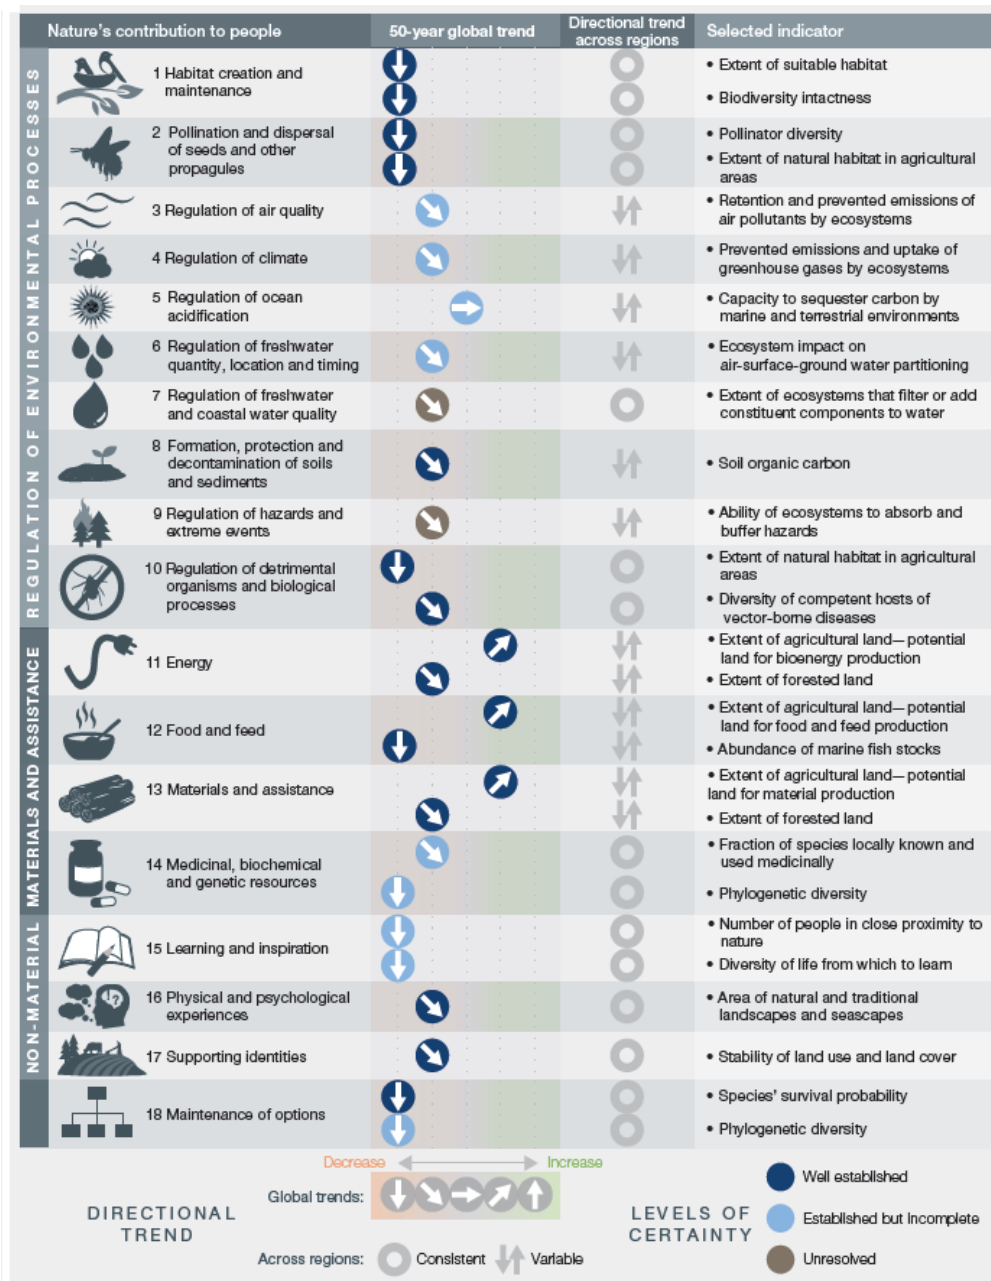 Nature's contribution to people
50-year global trend
Directional trend
across regions
Selected indicator
REGULATION OF ENVIRONMENTAL PROCESSES
1 Habitat creation and
maintenance
• Extent of suitable habitat
• Biodiversity intactness
2 Pollination and dispersal
of seeds and other
propagules
• Pollinator diversity
• Extent of natural habitat in agricultural
areas
3 Regulation of air quality
• Retention and prevented emissions of
air pollutants by ecosystems
4 Regulation of climate
• Prevented emissions and uptake of
greenhouse gases by ecosystems
5 Regulation of ocean
acidification
• Capacity to sequester carbon by
marine and terrestrial environments
6 Regulation of freshwater
quantity, location and timing
• Ecosystem impact on
air-surface-ground water partitioning
7 Regulation of freshwater
and coastal water quality
• Extent of ecosystems that filter or add
constituent components to water
8 Formation, protection and
decontamination of soils
and sediments
• Soil organic carbon
9 Regulation of hazards and
extreme events
• Ability of ecosystems to absorb and
buffer hazards
10 Regulation of detrimental
organisms and biological
processes
• Extent of natural habitat in agricultural
areas
• Diversity of competent hosts of
vector-borne diseases
MATERIALS AND ASSISTANCE
11 Energy
• Extent of agricultural land—potential
land for bioenergy production
• Extent of forested land
12 Food and feed
• Extent of agricultural land—potential
land for food and feed production
• Abundance of marine fish stocks
13 Materials and assistance
• Extent of agricultural land—potential
land for material production
• Extent of forested land
14 Medicinal, biochemical
and genetic resources
• Fraction of species locally known and
used medicinally
• Phylogenetic diversity
NON-MATERIAL
15 Learning and inspiration
• Number of people in close proximity to
nature
• Diversity of life from which to learn
16 Physical and psychological
experiences
!?
• Area of natural and traditional
landscapes and seascapes
17 Supporting identities
• Stability of land use and land cover
18 Maintenance of options
• Species' survival probability
• Phylogenetic diversity
Decrease
Increase
Global trends:
DIRECTIONAL
TREND
Across regions:
Consistent
Variable
LEVELS OF
CERTAINTY
Well established
Established but Incomplete
Unresolved